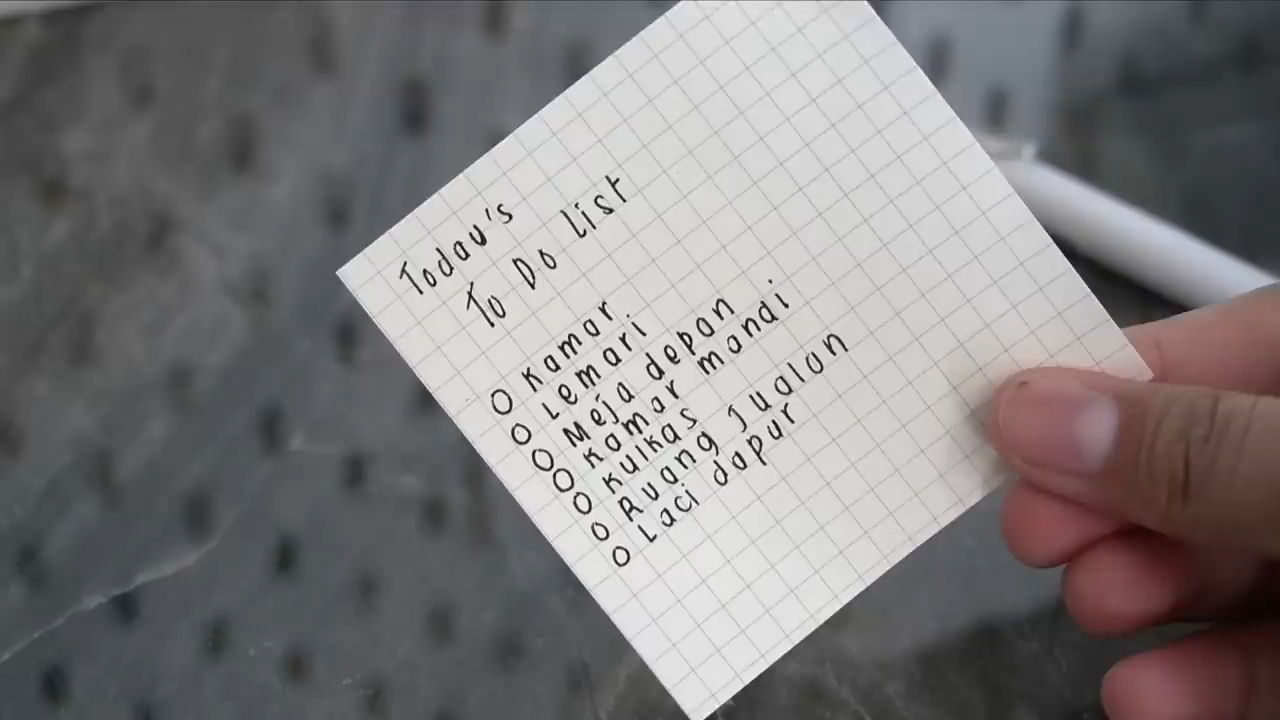 Today's
To Do list
O Kamar
O Lemari
O Meja depan
O Kamar mandi
O Kulkas
O Ruang jualan
O Laci dapur